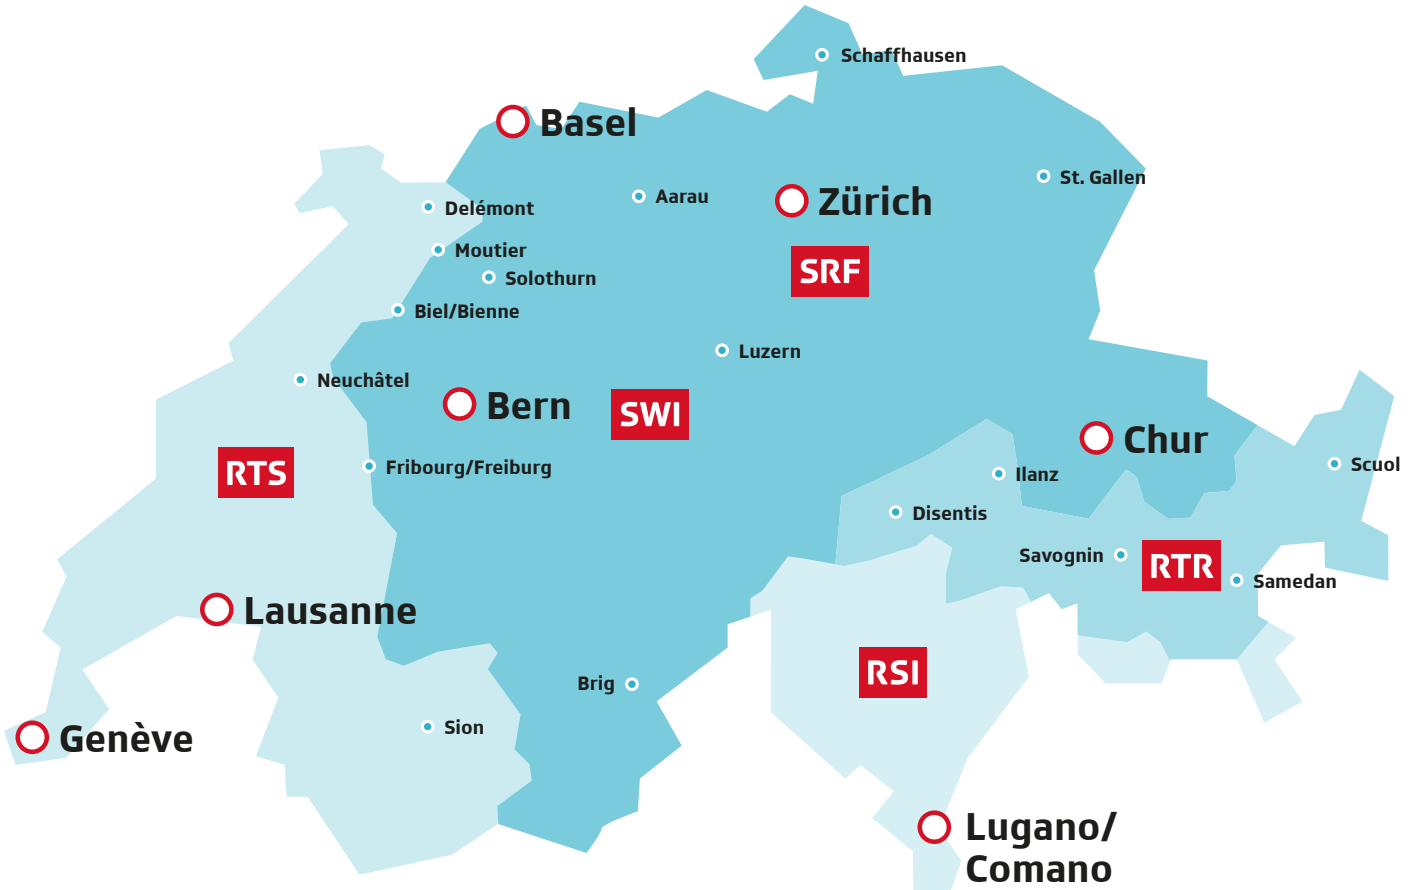 Schaffhausen
Basel
St. Gallen
Aarau
Zürich
Delémont
Moutier
SRF
Solothurn
Biel/Bienne
Luzern
Neuchâtel
Bern
SWI
Chur
RTS
Fribourg/Freiburg
Scuol
Ilanz
Disentis
Savognin
RTR
Samedan
Lausanne
RSI
Brig
Sion
Genève
Lugano/
Comano